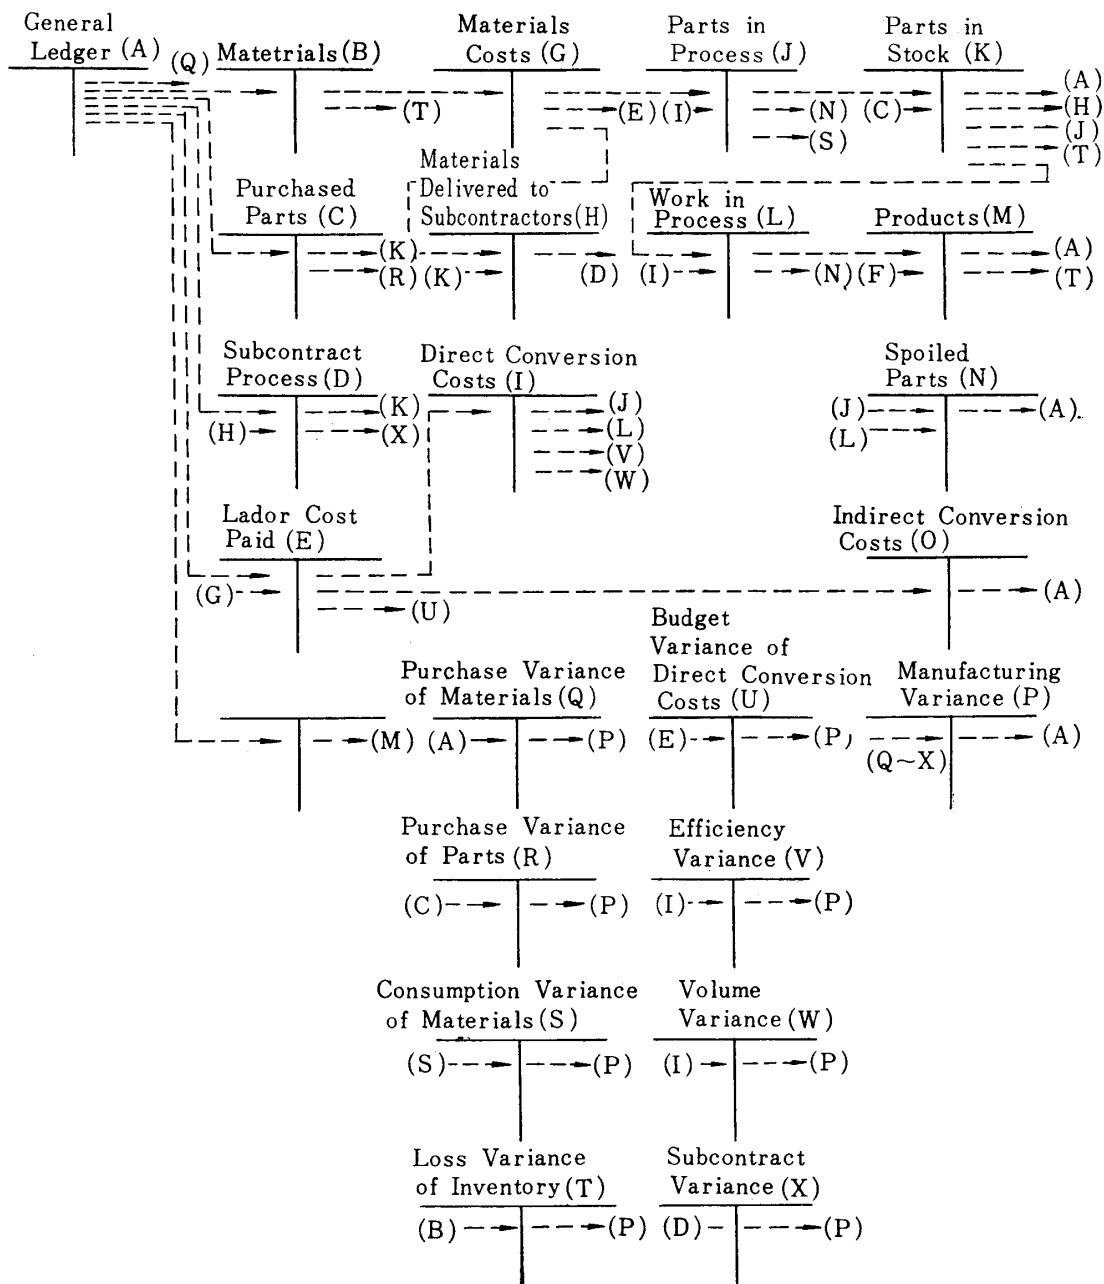 General
Ledger (A)
(Q)
Matetrials (B)
(T)
Materials
Costs (G)
(E) (I)
Parts in
Process (J)
(N) (C)
(S)
Parts in
Stock (K)
(A)
(H)
(J)
(T)
Purchased
Parts (C)
(K)
(R) (K)
Materials
Delivered to
Subcontractors (H)
(D)
Work in
Process (L)
(I)
(N) (F)
Products (M)
(A)
(T)
Subcontract
Process (D)
(H)
(K)
(X)
Direct Conversion
Costs (I)
(J)
(L)
(V)
(W)
Spoiled
Parts (N)
(J)
(L)
(A)
Lador Cost
Paid (E)
(G)
(U)
Indirect Conversion
Costs (O)
(A)
(M)
Purchase Variance
of Materials (Q)
(A)
(P)
Budget
Variance of
Direct Conversion
Costs (U)
(E)
(P)
Manufacturing
Variance (P)
(Q~X)
(A)
Purchase Variance
of Parts (R)
(C)
(P)
Efficiency
Variance (V)
(I)
(P)
Consumption Variance
of Materials (S)
(S)
(P)
Volume
Variance (W)
(I)
(P)
Loss Variance
of Inventory (T)
(B)
(P)
Subcontract
Variance (X)
(D)
(P)